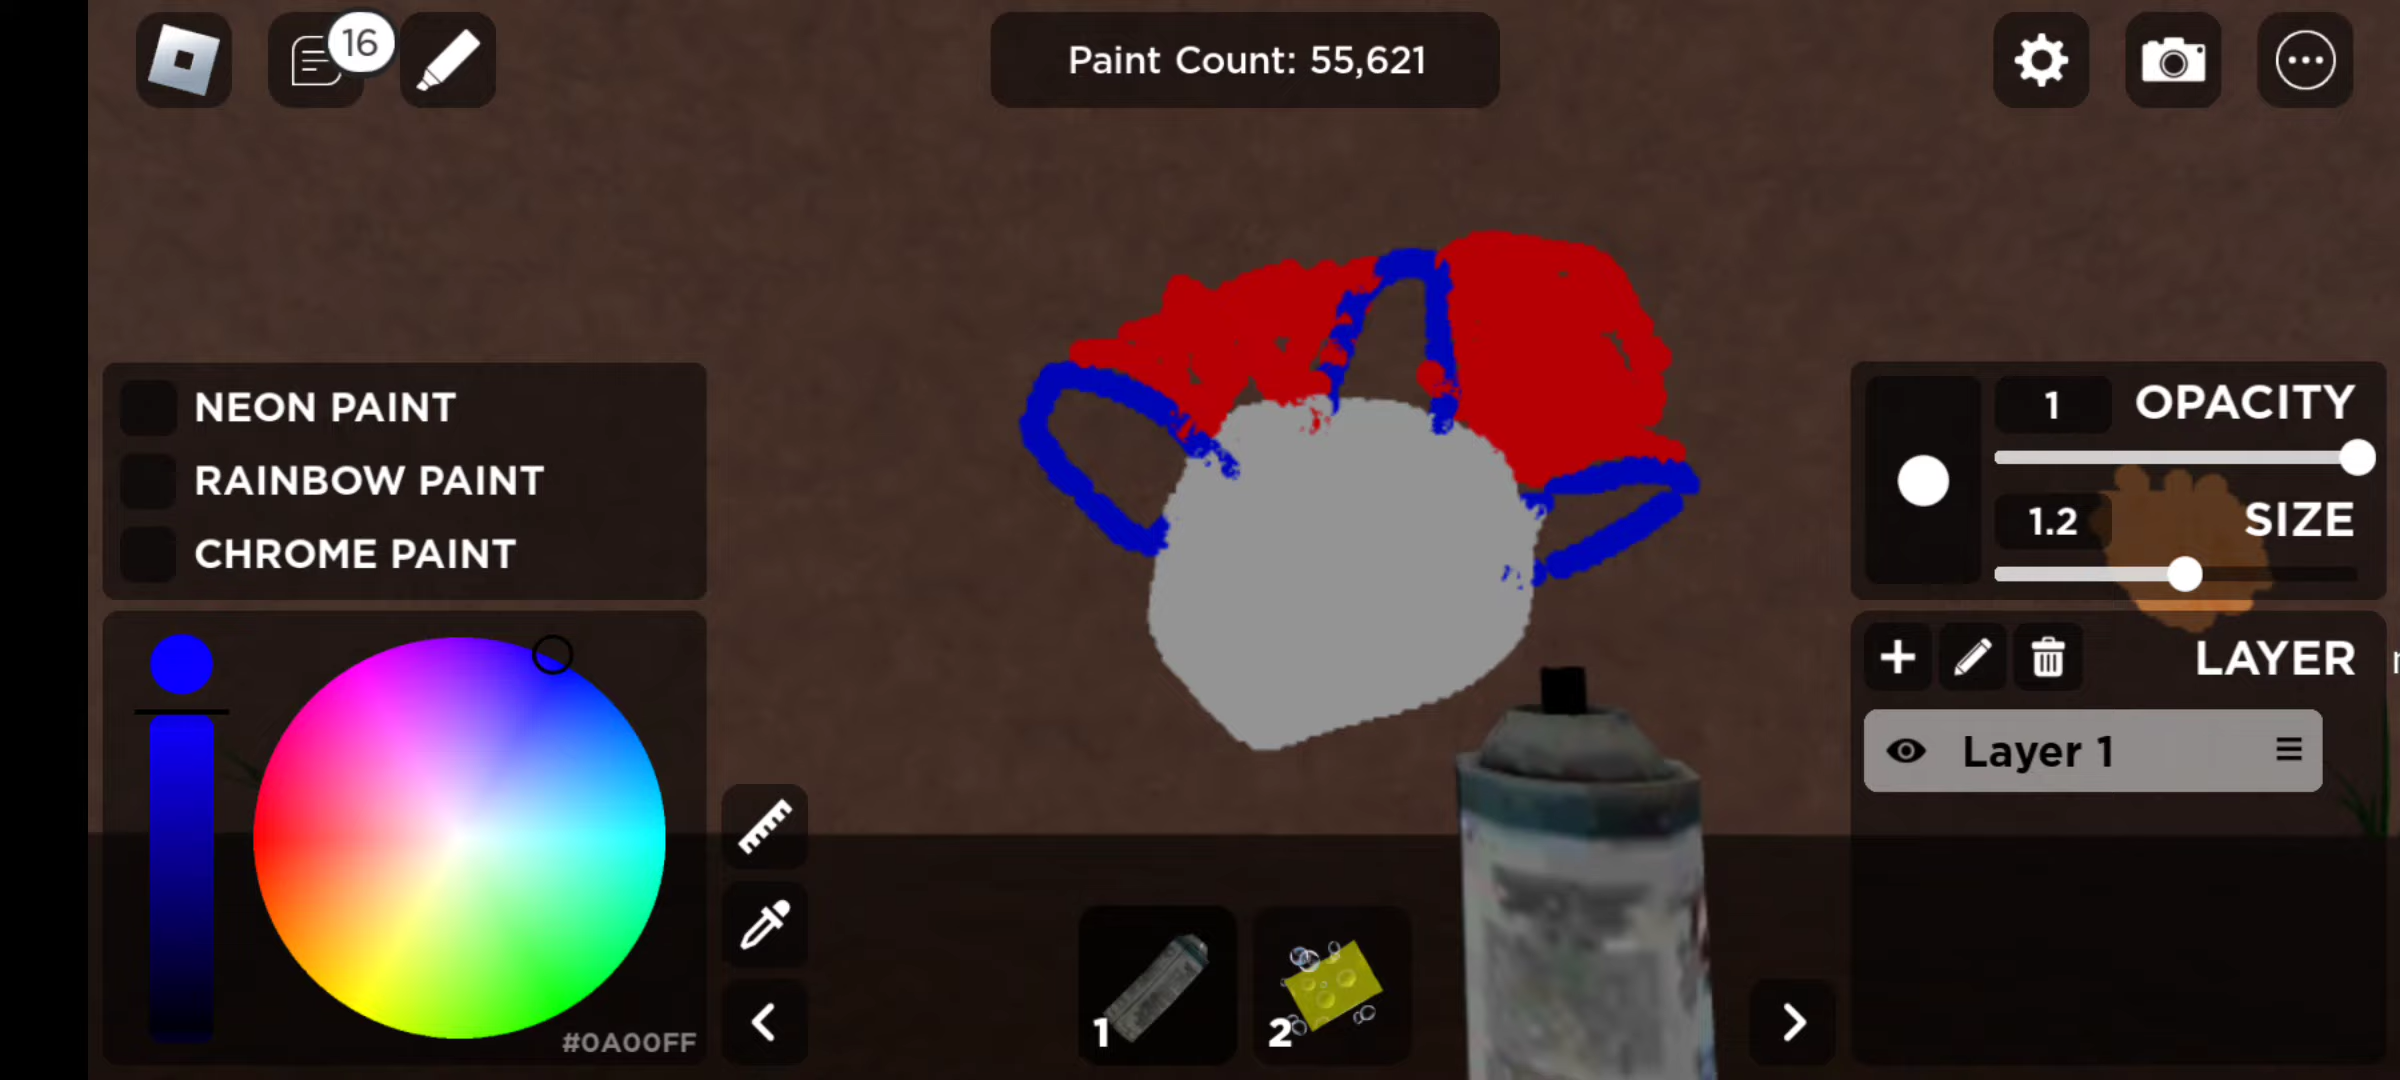 16
Paint Count: 55,621
NEON PAINT
RAINBOW PAINT
CHROME PAINT
1 OPACITY
1.2 SIZE
LAYER
Layer 1
#0A00FF
1
2